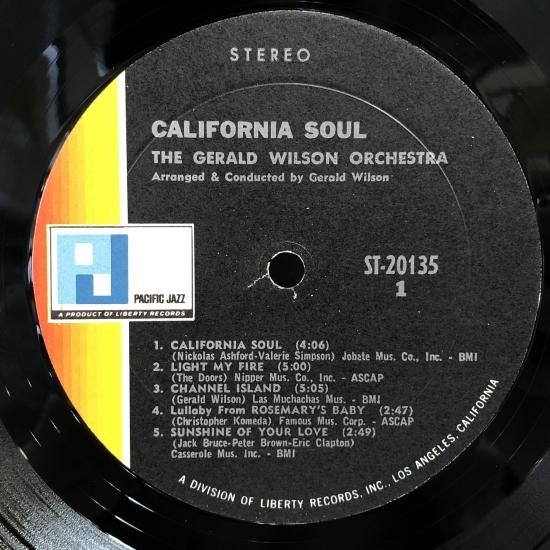 STEREO
CALIFORNIA SOUL
THE GERALD WILSON ORCHESTRA
Arranged & Conducted by Gerald Wilson
ST-20135
1
PJ
PACIFIC JAZZ
A PRODUCT OF LIBERTY RECORDS
1. CALIFORNIA SOUL (4:06)
(Nickolas Ashford-Valerie Simpson) Jobate Mus. Co., Inc. - BMI
2. LIGHT MY FIRE (5:00)
(The Doors) Nipper Mus. Co., Inc. - ASCAP
3. CHANNEL ISLAND (5:05)
(Gerald Wilson) Las Muchachas Mus. - BMI
4. Lullaby From ROSEMARY'S BABY (2:47)
(Christopher Komeda) Famous Mus. Corp. - ASCAP
5. SUNSHINE OF YOUR LOVE (2:49)
(Jack Bruce-Peter Brown-Eric Clapton)
Casserole Mus. Inc. - BMI
A DIVISION OF LIBERTY RECORDS, INC., LOS ANGELES, CALIFORNIA